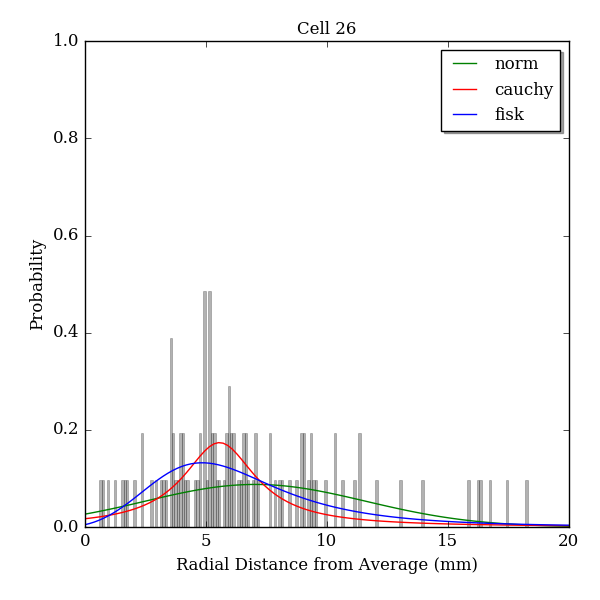 Cell 26
1.0
0.8
0.6
0.4
0.2
0.0
Probability
norm
cauchy
fisk
0 5 10 15 20
Radial Distance from Average (mm)